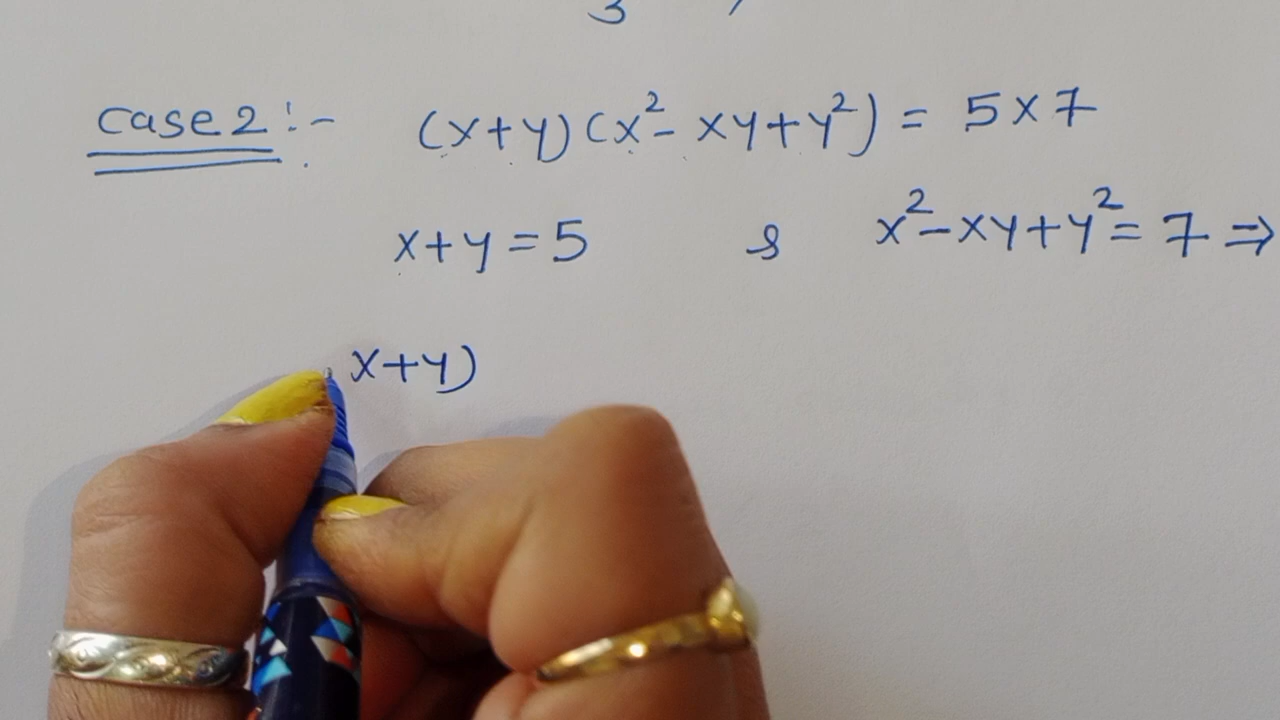 Case 2 :- (x+y)(x²-xy+y²) = 5×7
x+y=5 & x²-xy+y²=7 ⇒
x+y)